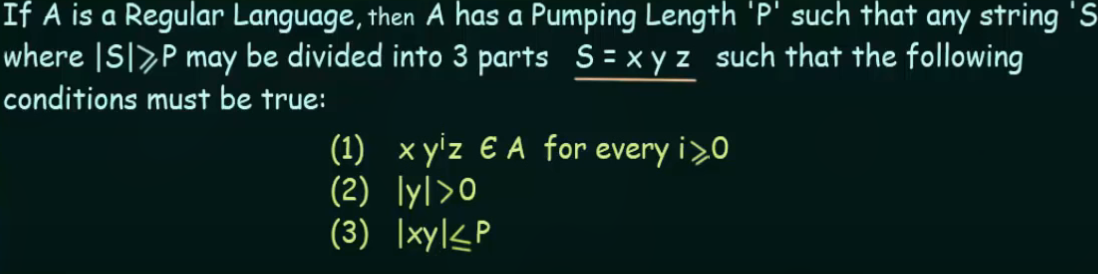 If A is a Regular Language, then A has a Pumping Length 'P' such that any string 'S
where |S|⩾P may be divided into 3 parts S = x y z such that the following
conditions must be true:
(1) x yⁱz ∈ A for every i⩾0
(2) |y|>0
(3) |xy|≤P